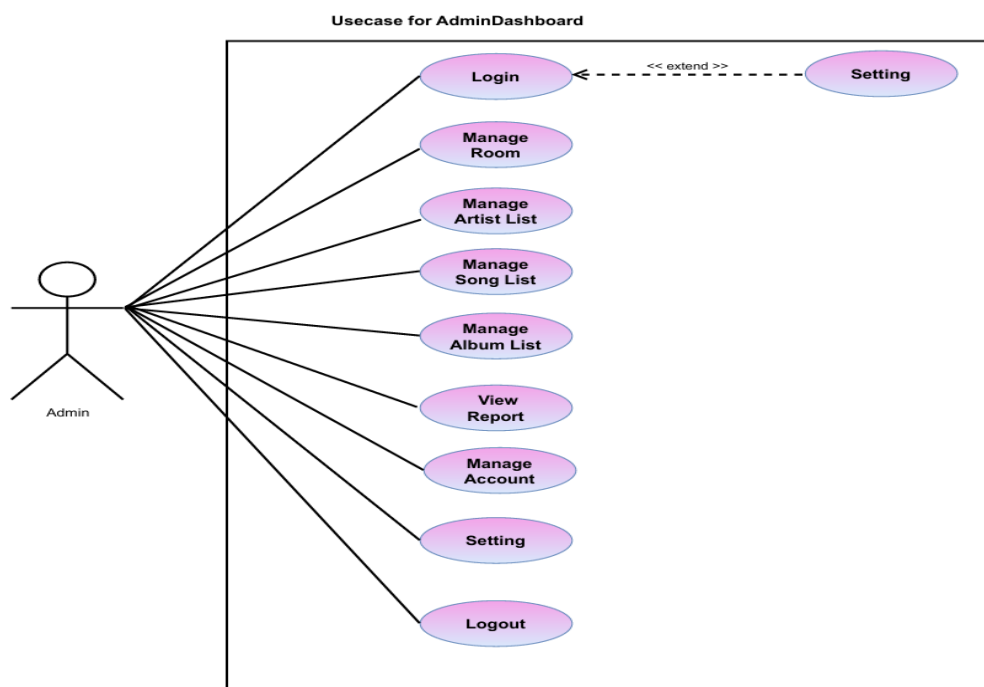 Usecase for AdminDashboard
Login
<< extend >>
Setting
Manage
Room
Manage
Artist List
Manage
Song List
Manage
Album List
Admin
View
Report
Manage
Account
Setting
Logout